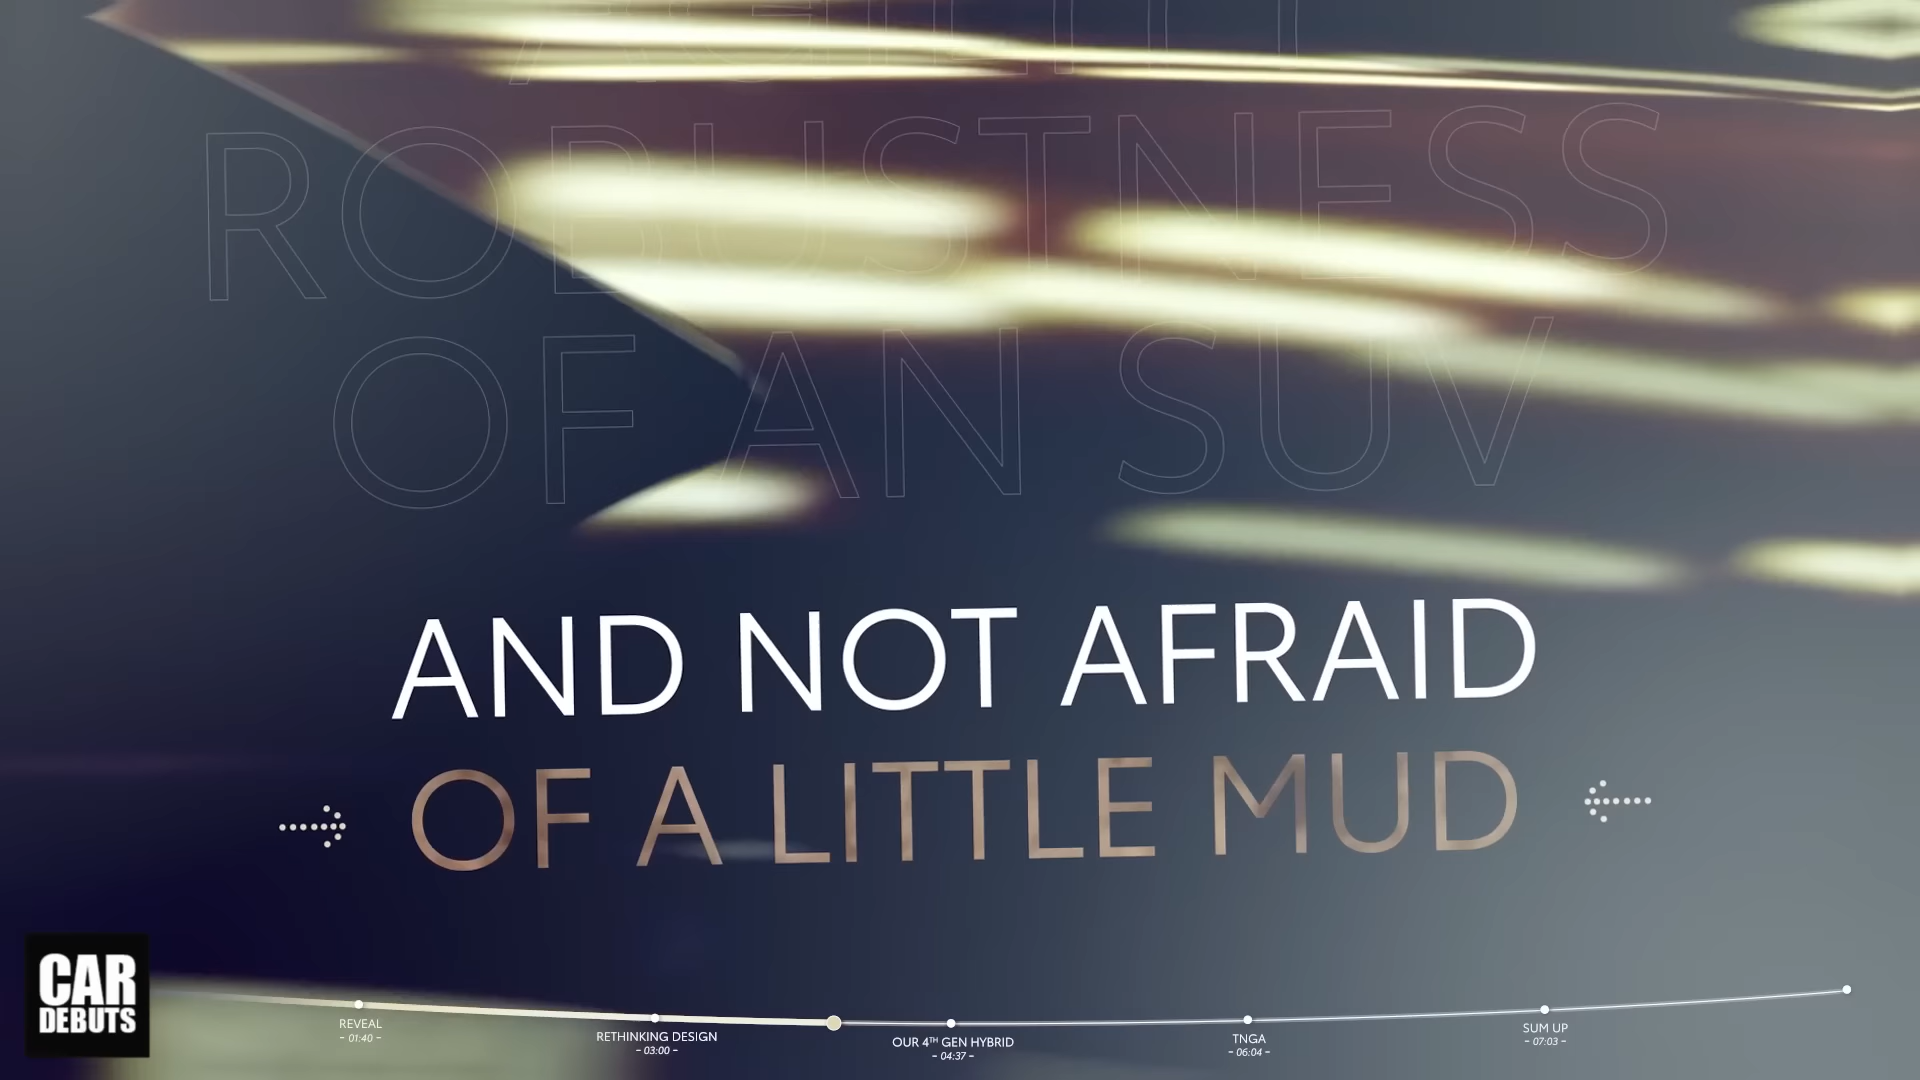 ROBUSTNESS
OF AN SUV
AND NOT AFRAID
OF A LITTLE MUD
CAR
DEBUTS
REVEAL
- 01:40 -
RETHINKING DESIGN
- 03:00 -
OUR 4TH GEN HYBRID
- 04:37 -
TNGA
- 06:04 -
SUM UP
- 07:03 -